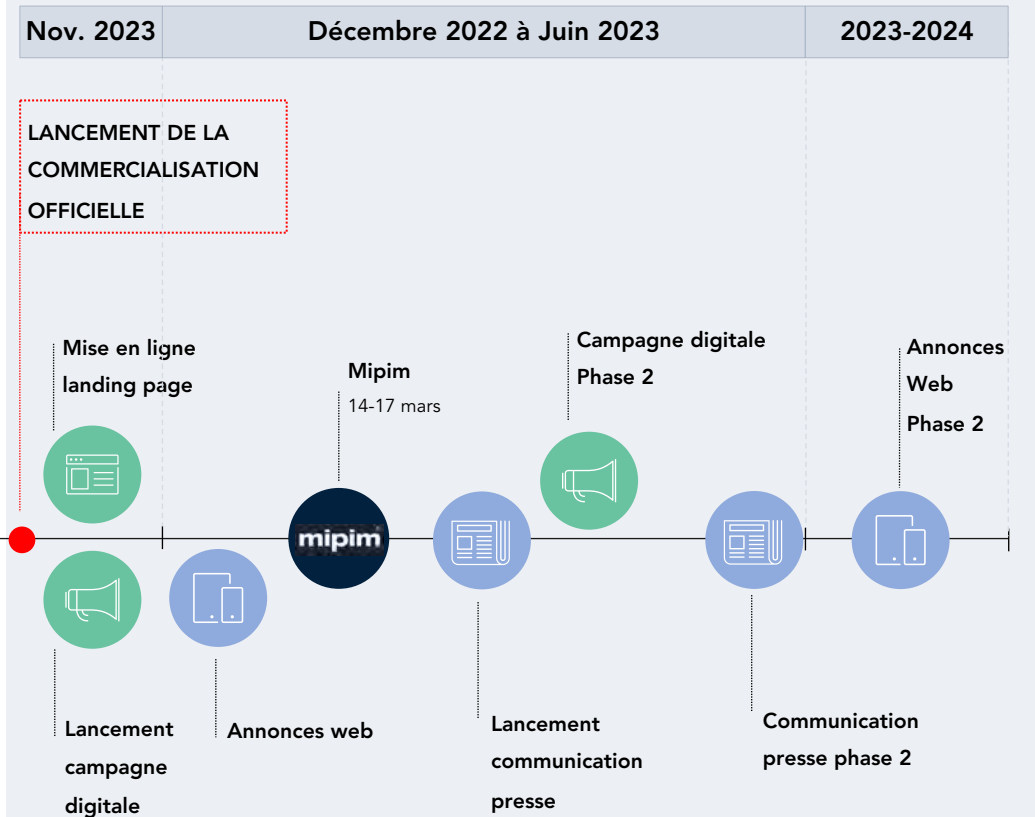 Nov. 2023
Décembre 2022 à Juin 2023
2023-2024
LANCEMENT DE LA
COMMERCIALISATION
OFFICIELLE
Mise en ligne
landing page
Mipim
14-17 mars
Campagne digitale
Phase 2
Annonces
Web
Phase 2
mipim
Lancement
campagne
digitale
Annonces web
Lancement
communication
presse
Communication
presse phase 2